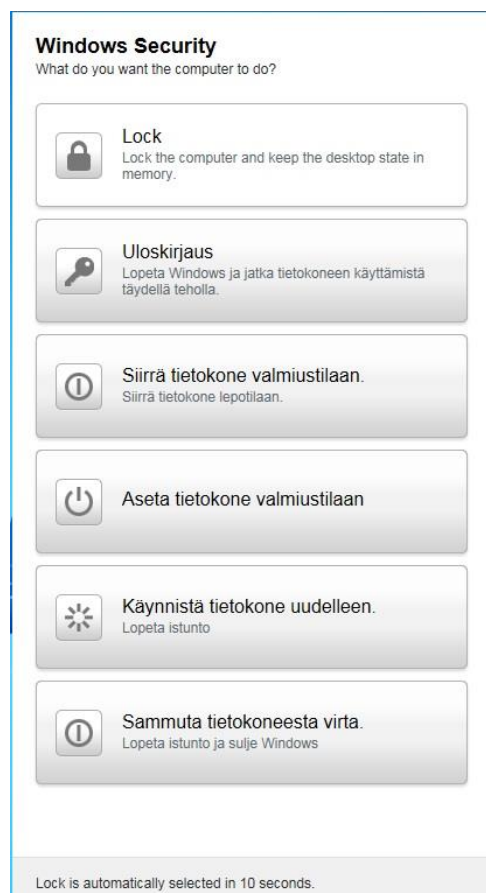 Windows Security
What do you want the computer to do?
Lock
Lock the computer and keep the desktop state in
memory.
Uloskirjaus
Lopeta Windows ja jatka tietokoneen käyttämistä
täydellä teholla.
Siirrä tietokone valmiustilaan.
Siirrä tietokone lepotilaan.
Aseta tietokone valmiustilaan
Käynnistä tietokone uudelleen.
Lopeta istunto
Sammuta tietokoneesta virta.
Lopeta istunto ja sulje Windows
Lock is automatically selected in 10 seconds.